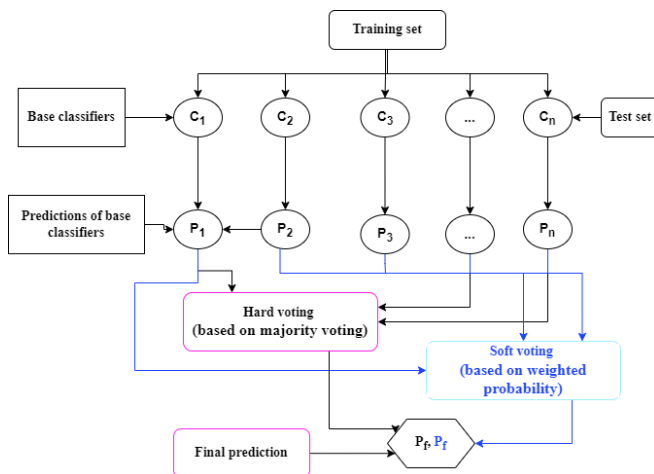 Training set
Base classifiers
C1
C2
C3
...
Cn
Test set
Predictions of base
classifiers
P1
P2
P3
...
Pn
Hard voting
(based on majority voting)
Soft voting
(based on weighted
probability)
Final prediction
Pf, Pf